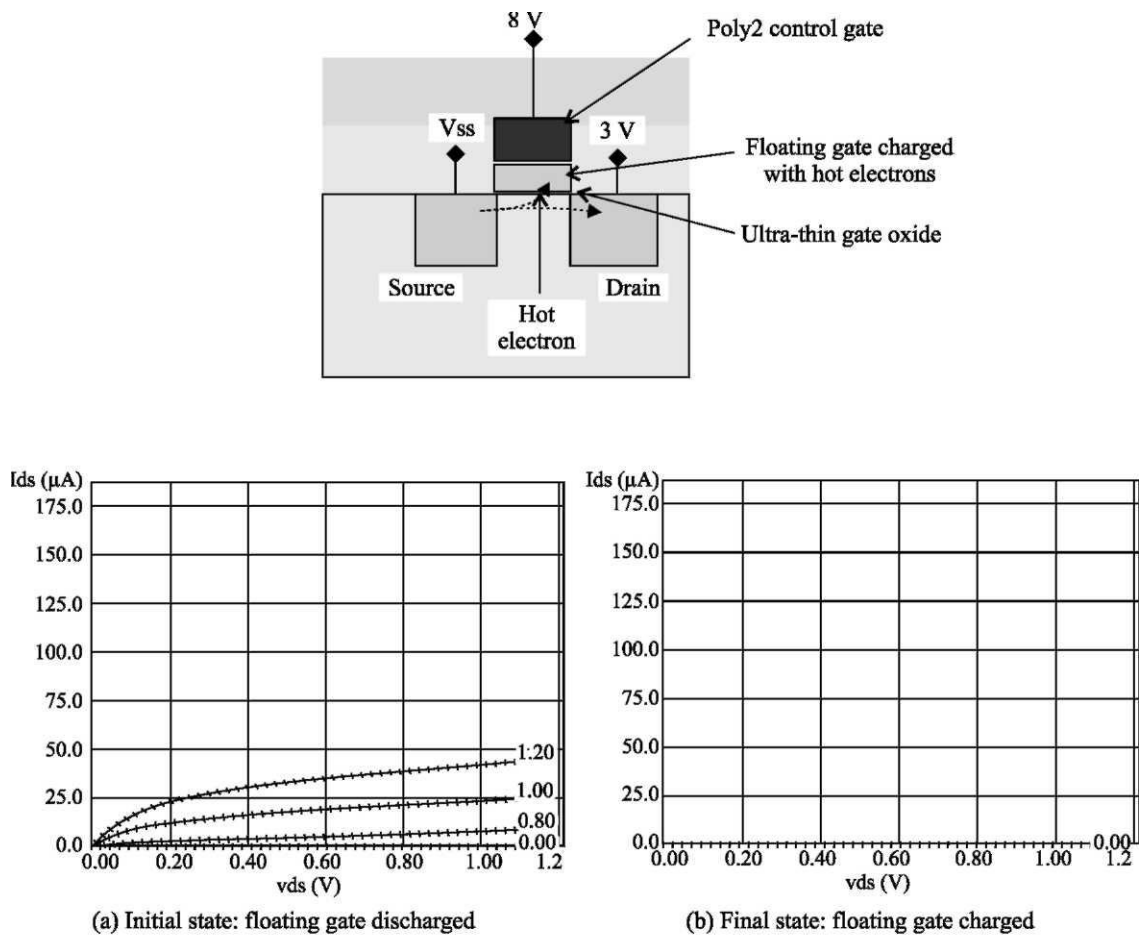 8 V
Poly2 control gate
Vss
3 V
Floating gate charged
with hot electrons
Ultra-thin gate oxide
Source
Drain
Hot
electron
Ids (μA)
175.0
150.0
125.0
100.0
75.0
50.0
25.0
0.0
1.20
1.00
0.80
0.00
0.00
0.20
0.40
0.60
0.80
1.00
1.2
vds (V)
(a) Initial state: floating gate discharged
Ids (μA)
175.0
150.0
125.0
100.0
75.0
50.0
25.0
0.0
0.00
0.00
0.20
0.40
0.60
0.80
1.00
1.2
vds (V)
(b) Final state: floating gate charged